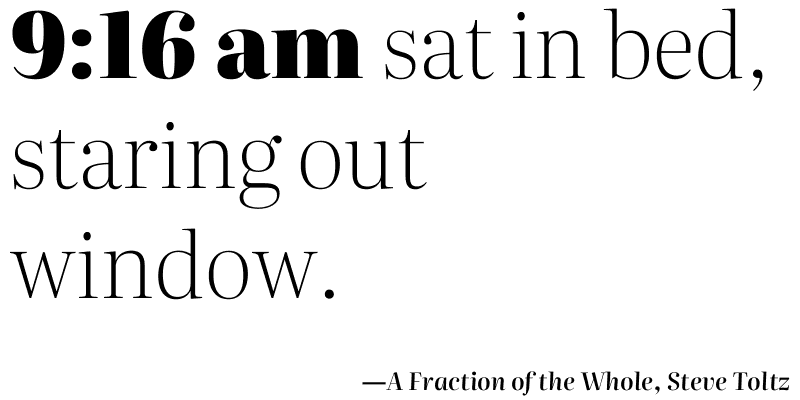 9:16 am sat in bed,
staring out
window.
—A Fraction of the Whole, Steve Toltz